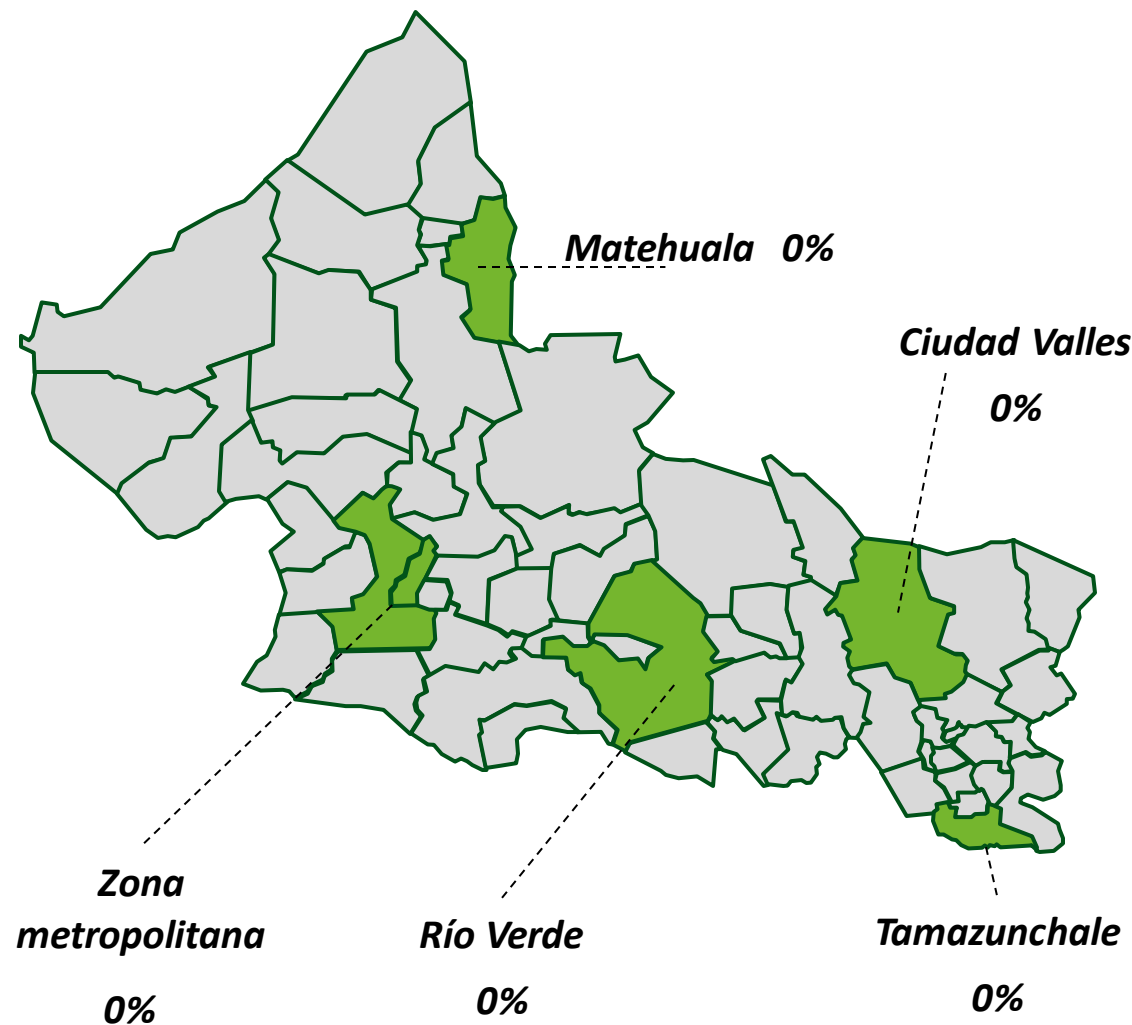 Matehuala 0%
Ciudad Valles
0%
Zona
metropolitana
0%
Río Verde
0%
Tamazunchale
0%